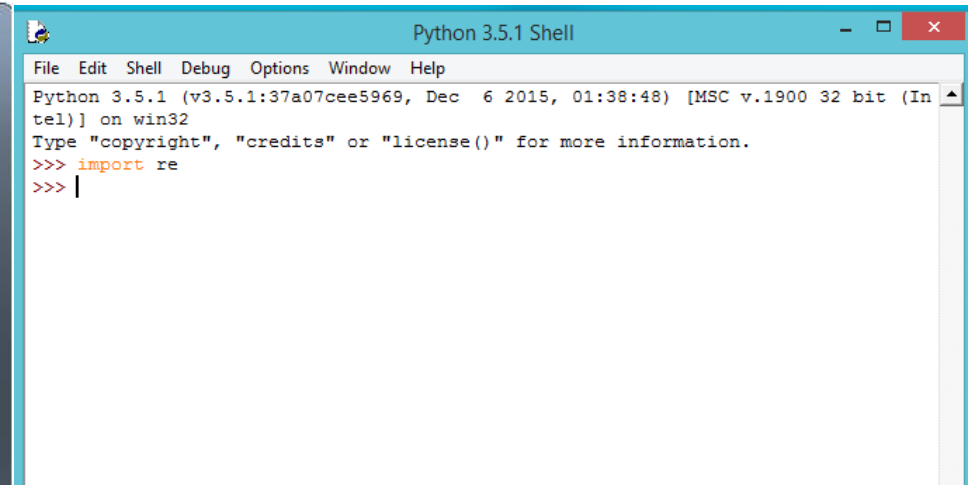 Python 3.5.1 Shell
File Edit Shell Debug Options Window Help
Python 3.5.1 (v3.5.1:37a07cee5969, Dec  6 2015, 01:38:48) [MSC v.1900 32 bit (In
tel)] on win32
Type "copyright", "credits" or "license()" for more information.
>>> import re
>>>